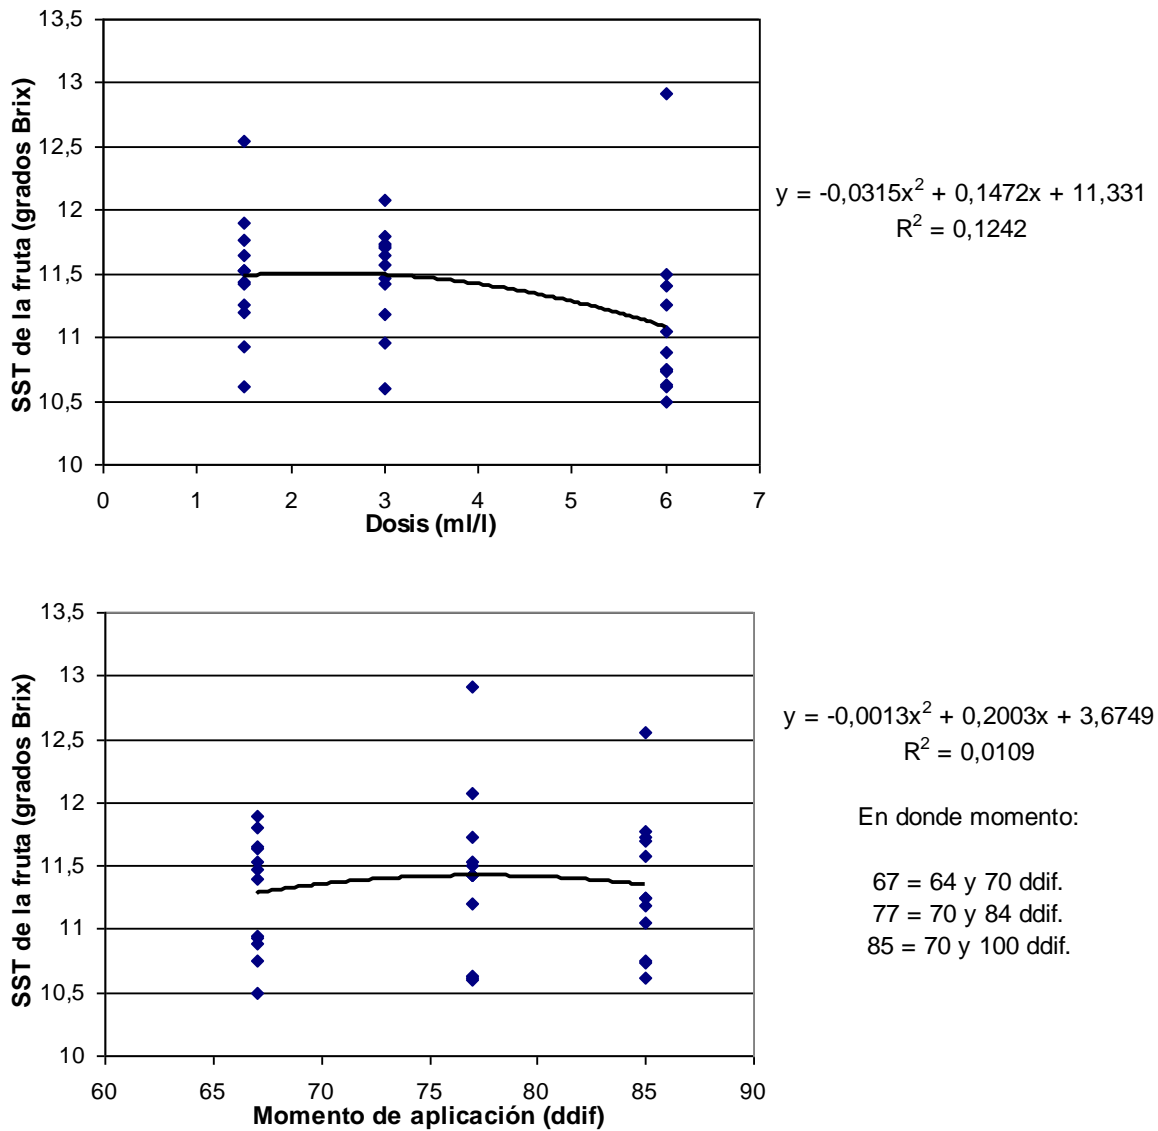 13,5
13
12,5
12
11,5
11
10,5
10
SST de la fruta (grados Brix)
0 1 2 3 4 5 6 7
Dosis (ml/l)
y = -0,0315x² + 0,1472x + 11,331
R² = 0,1242
13,5
13
12,5
12
11,5
11
10,5
10
SST de la fruta (grados Brix)
60 65 70 75 80 85 90
Momento de aplicación (ddif)
y = -0,0013x² + 0,2003x + 3,6749
R² = 0,0109
En donde momento:
67 = 64 y 70 ddif.
77 = 70 y 84 ddif.
85 = 70 y 100 ddif.